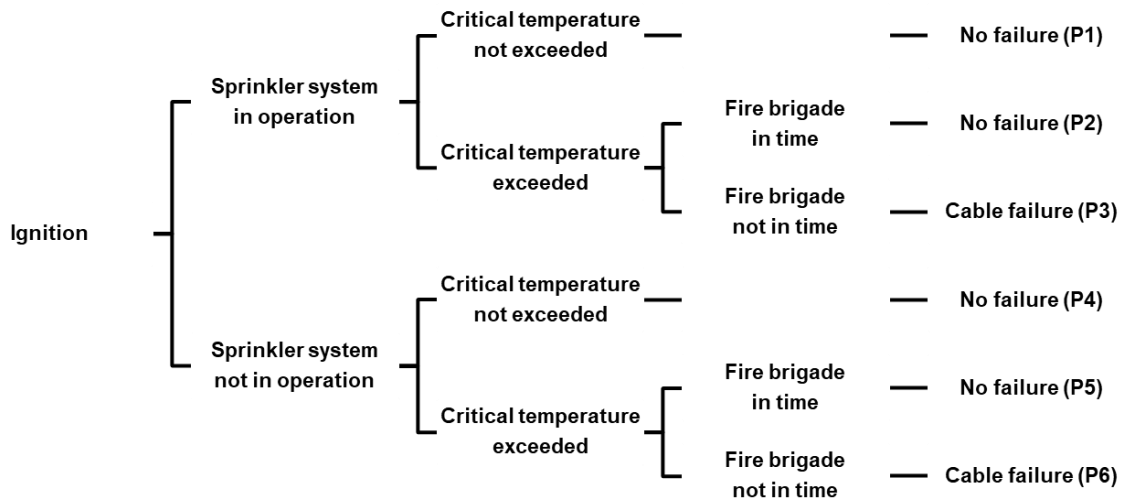 Critical temperature
not exceeded
No failure (P1)
Sprinkler system
in operation
Fire brigade
in time
No failure (P2)
Critical temperature
exceeded
Fire brigade
not in time
Cable failure (P3)
Ignition
Critical temperature
not exceeded
No failure (P4)
Sprinkler system
not in operation
Fire brigade
in time
No failure (P5)
Critical temperature
exceeded
Fire brigade
not in time
Cable failure (P6)